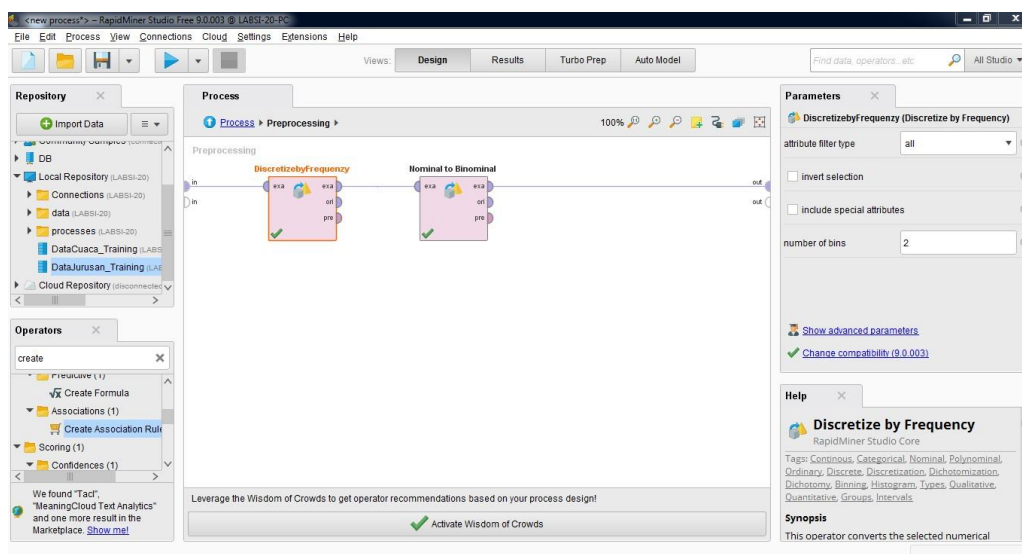 <new process*> – RapidMiner Studio Free 9.0.003 @ LABSI-20-PC
File Edit Process View Connections Cloud Settings Extensions Help
Views: Design Results Turbo Prep Auto Model
Find data, operators...etc
All Studio
Repository
Import Data
Community Samples (connected
DB
Local Repository (LABSI-20)
Connections (LABSI-20)
data (LABSI-20)
processes (LABSI-20)
DataCuaca_Training (LABS
DataJurusan_Training (LAB
Cloud Repository (disconnected
Operators
create
Predictive (1)
Create Formula
Associations (1)
Create Association Rule
Scoring (1)
Confidences (1)
We found "Tacl",
"MeaningCloud Text Analytics"
and one more result in the
Marketplace. Show me!
Process
Process Preprocessing
100%
Preprocessing
DiscretizebyFrequenzy
in
in
exa exa
ori
pre
Nominal to Binominal
exa exa
ori
pre
out
out
Leverage the Wisdom of Crowds to get operator recommendations based on your process design!
Activate Wisdom of Crowds
Parameters
DiscretizebyFrequenzy (Discretize by Frequency)
attribute filter type all
invert selection
include special attributes
number of bins 2
Show advanced parameters
Change compatibility (9.0.003)
Help
Discretize by Frequency
RapidMiner Studio Core
Tags: Continous, Categorical, Nominal, Polynominal,
Ordinary, Discrete, Discretization, Dichotomization,
Dichotomy, Binning, Histogram, Types, Qualitative,
Quantitative, Groups, Intervals
Synopsis
This operator converts the selected numerical